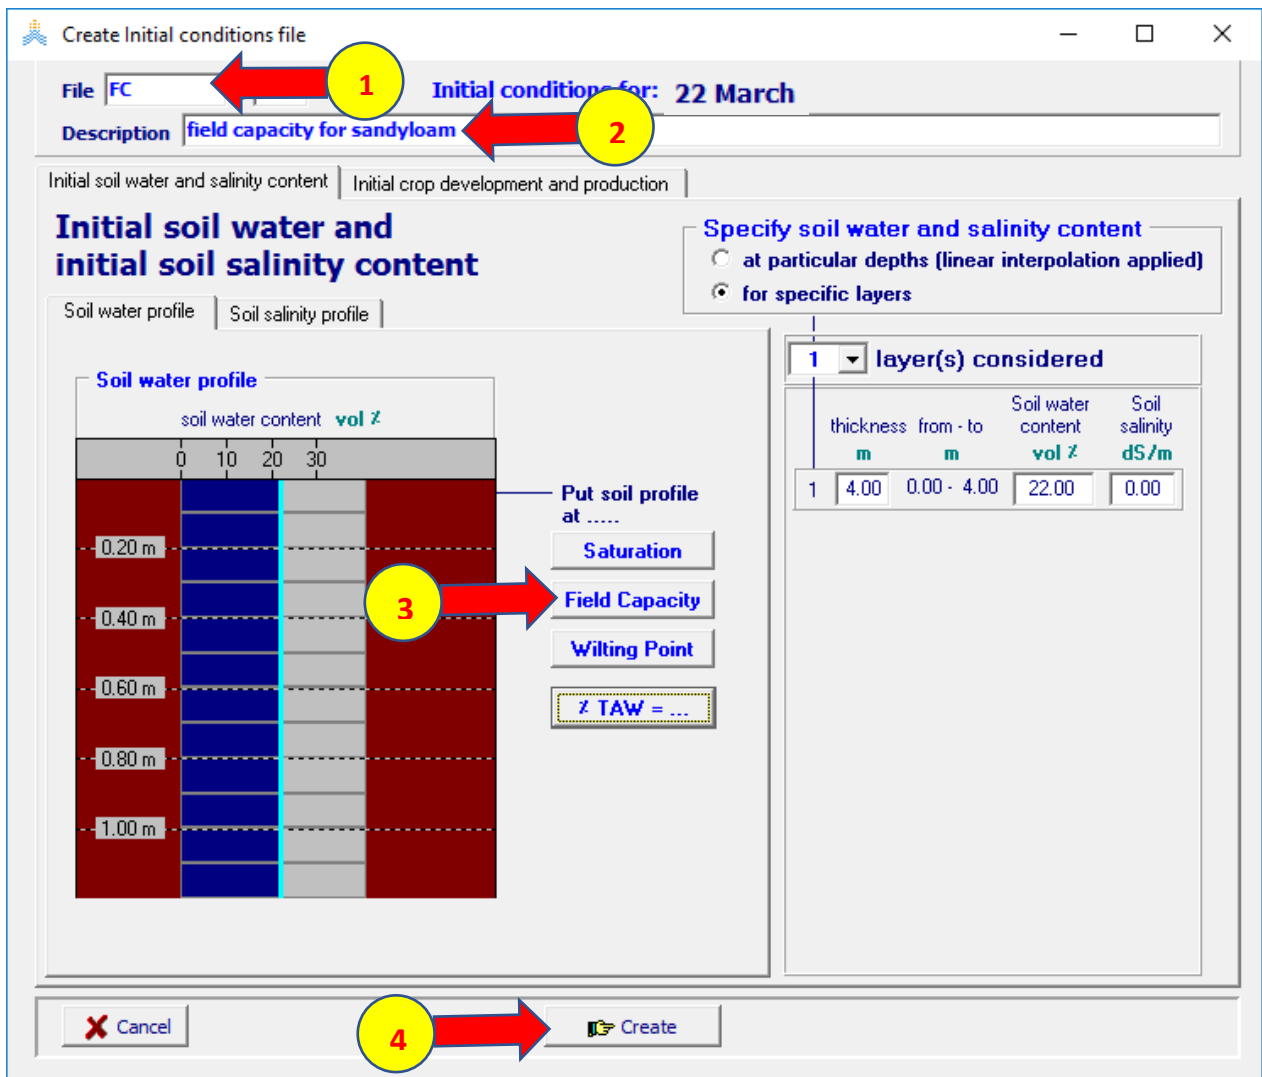 Create Initial conditions file
File FC
1
Initial conditions for: 22 March
Description field capacity for sandyloam
2
Initial soil water and salinity content
Initial crop development and production
Initial soil water and
initial soil salinity content
Specify soil water and salinity content
at particular depths (linear interpolation applied)
for specific layers
Soil water profile
Soil salinity profile
1 layer(s) considered
Soil water profile
soil water content vol %
0 10 20 30
thickness from - to Soil water content Soil salinity
m m vol % dS/m
1 4.00 0.00 - 4.00 22.00 0.00
Put soil profile
at .....
Saturation
0.20 m
3
Field Capacity
0.40 m
Wilting Point
0.60 m
% TAW = ...
0.80 m
1.00 m
Cancel
4
Create